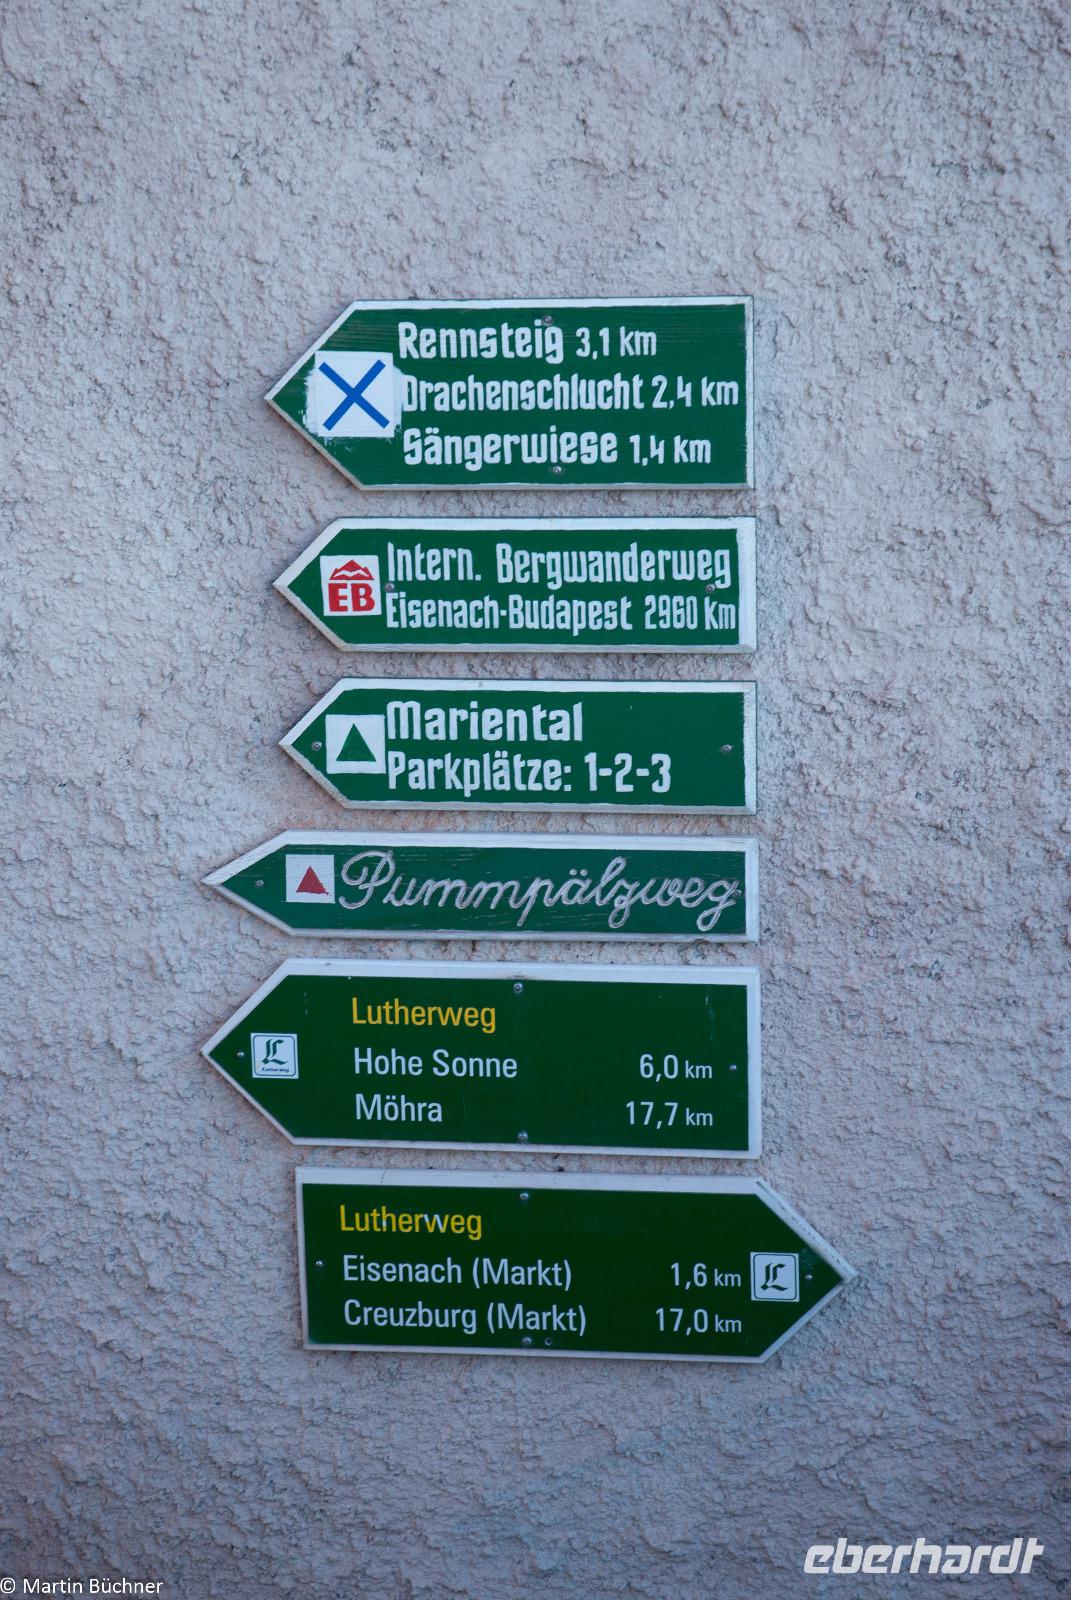 Rennsteig 3,1 km
Drachenschlucht 2,4 km
Sängerwiese 1,4 km
EB
Intern. Bergwanderweg
Eisenach-Budapest 2960 km
Mariental
Parkplätze: 1-2-3
Pummpälzweg
Lutherweg
L
Lutherweg
Hohe Sonne 6,0 km
Möhra 17,7 km
Lutherweg
Eisenach (Markt) 1,6 km
L
Creuzburg (Markt) 17,0 km
eberhardt
© Martin Büchner